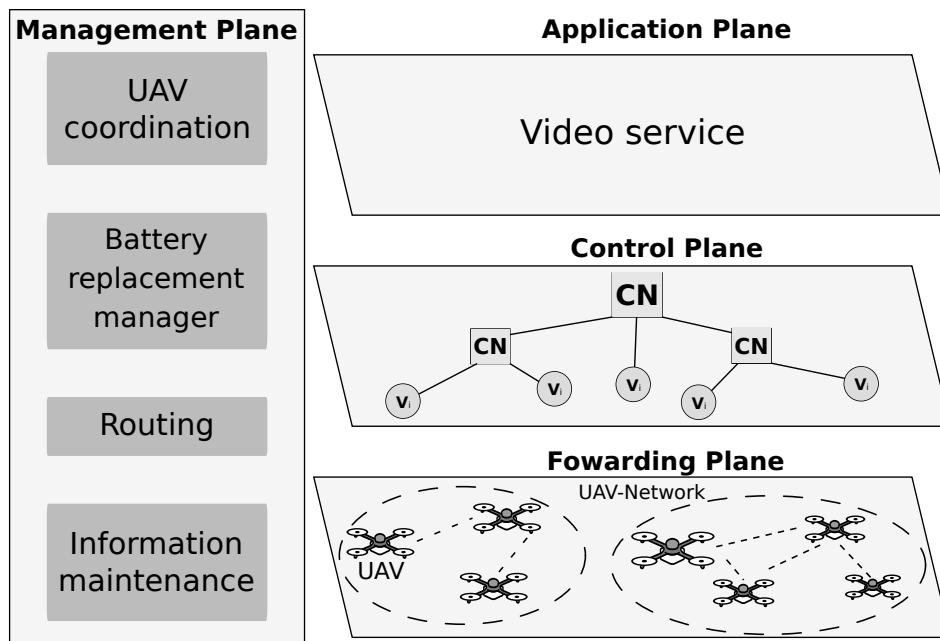 Management Plane
UAV
coordination
Battery
replacement
manager
Routing
Information
maintenance
Application Plane
Video service
Control Plane
CN
CN
CN
Vi
Vi
Vi
Vi
Vi
Fowarding Plane
UAV-Network
UAV